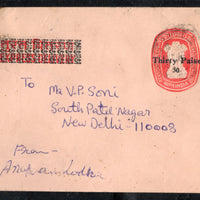 Thirty Paise
30
To
Mr V.P. Soni
South Patel Nagar
New Delhi - 110008
From -